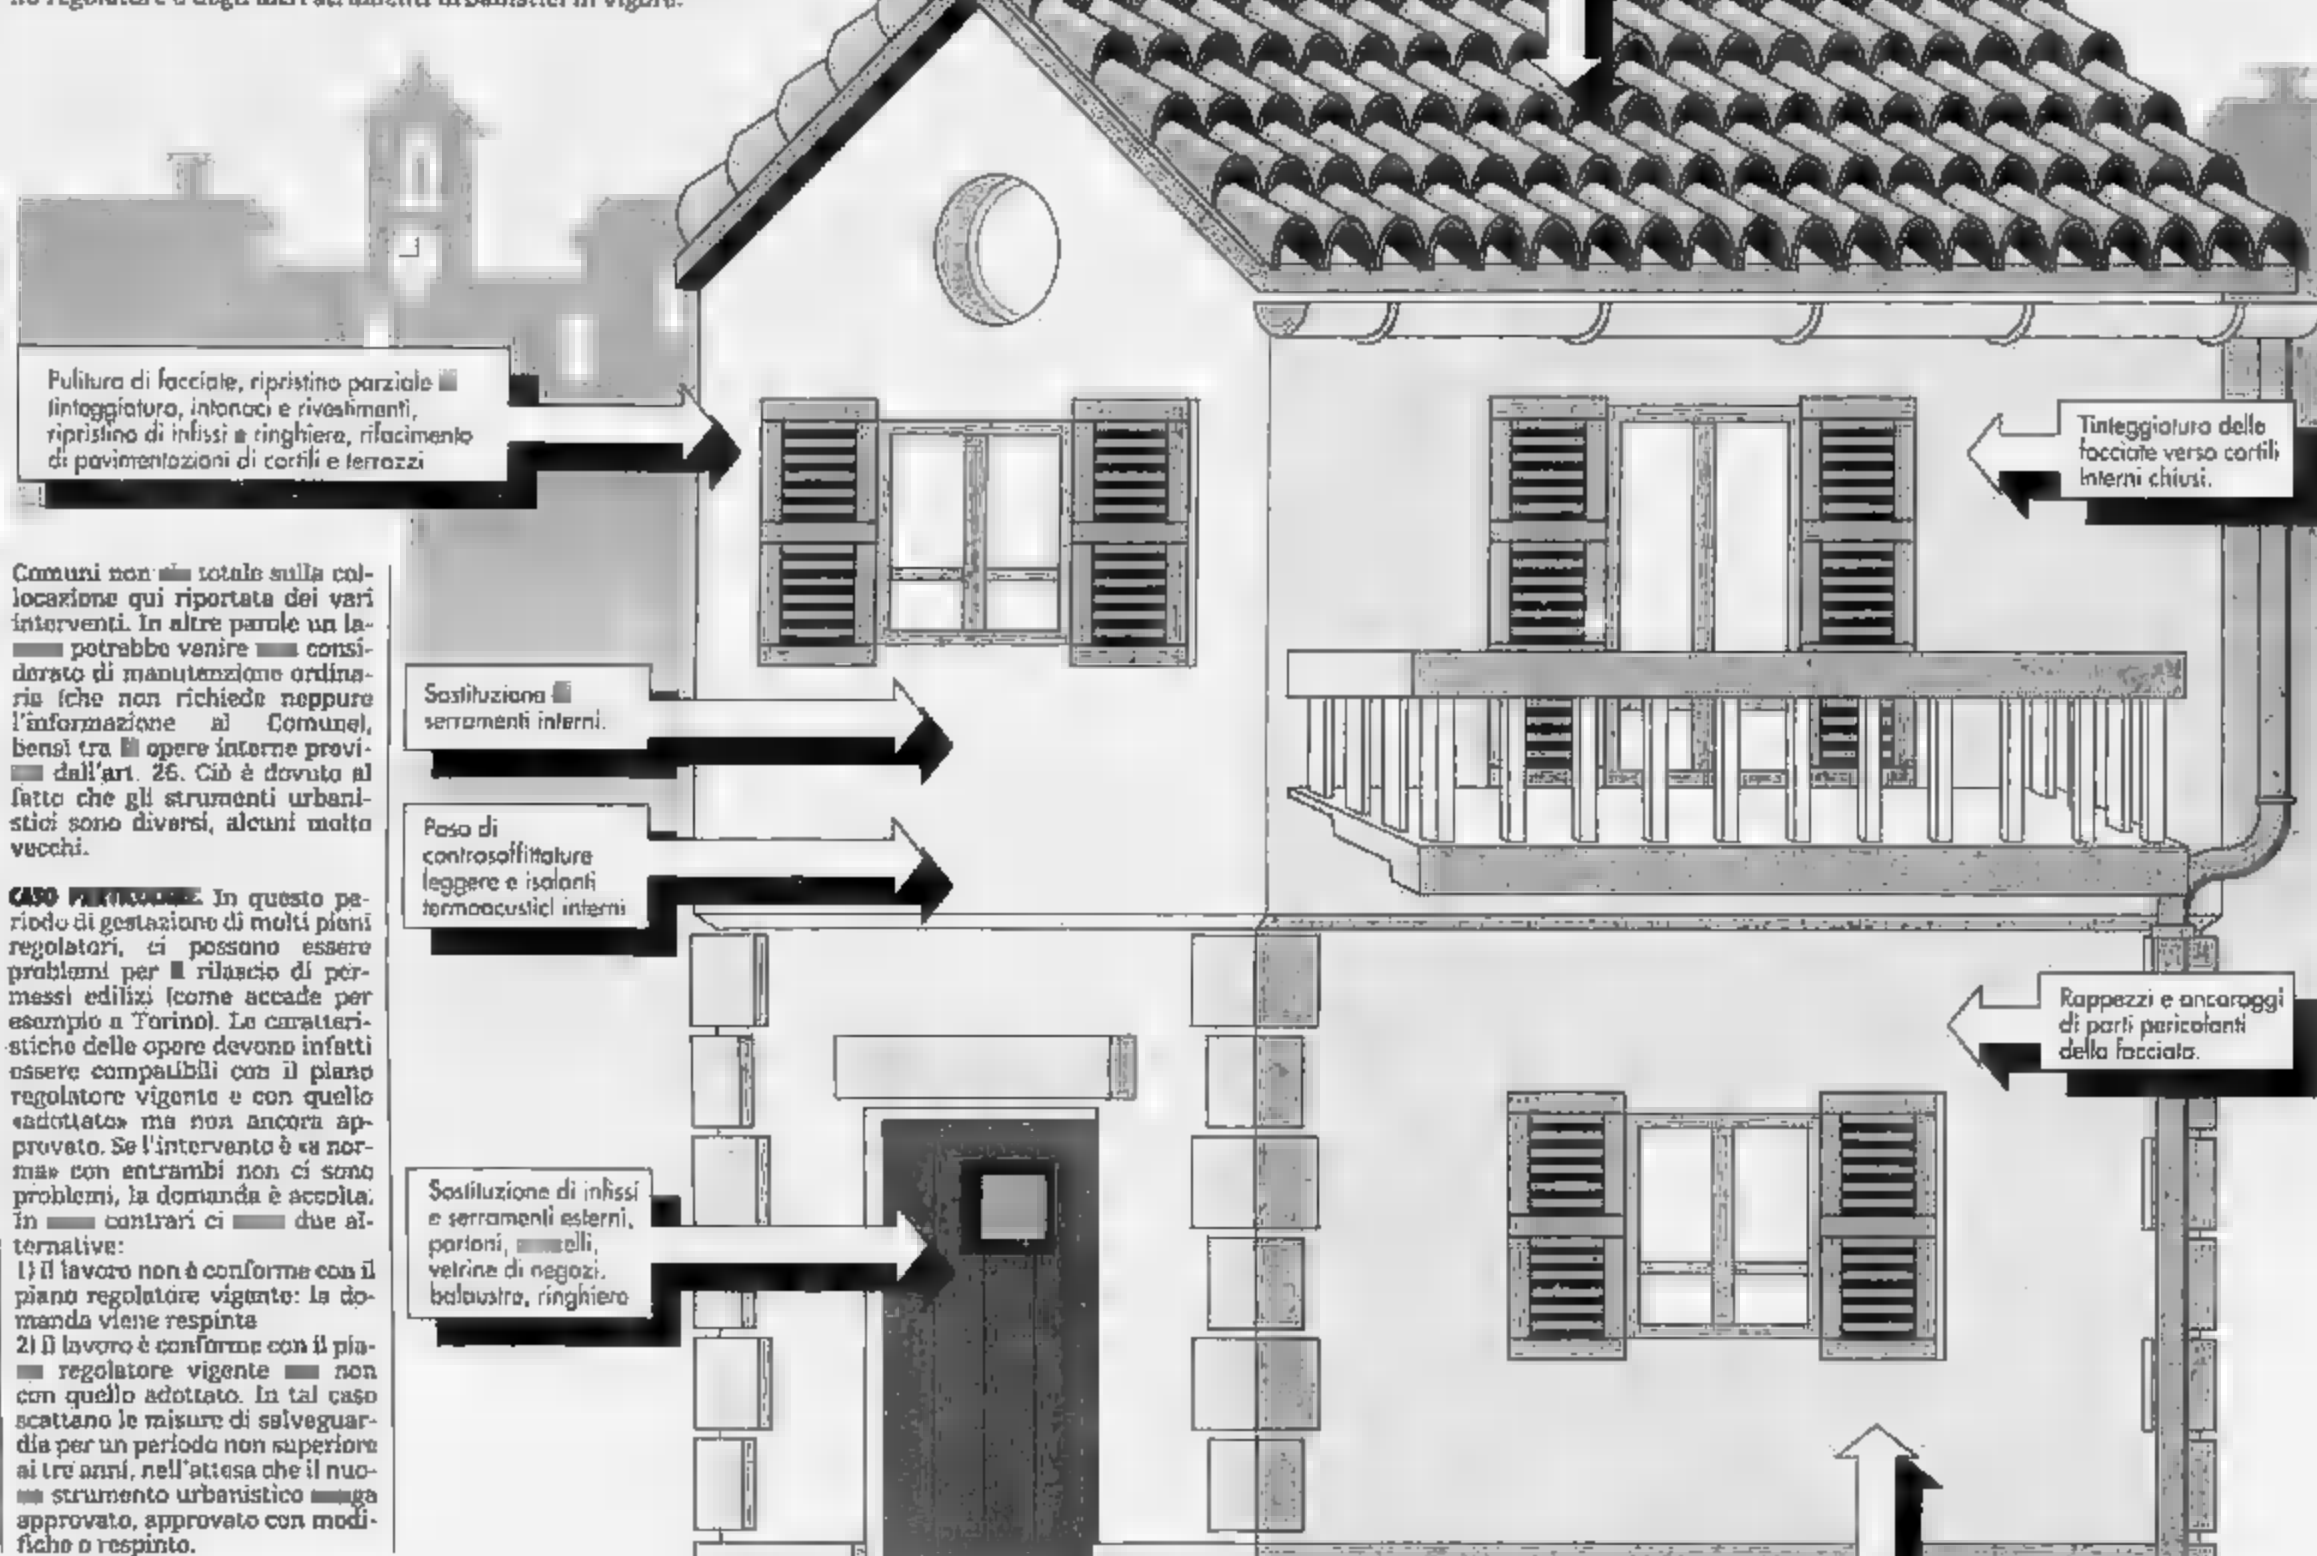 no regolatore e degli altri strumenti urbanistici in vigore.
Pulitura di facciate, ripristino parziale
tinteggiatura, intonaci e rivestimenti,
ripristino di infissi e ringhiere, rifacimento
di pavimentazioni di cortili e terrazzi
Comuni non totale sulla col-
locazione qui riportata dei vari
interventi. In altre parole un la-
potrebbe venire consi-
derato di manutenzione ordina-
ria (che non richiede neppure
l'informazione al Comune),
bensì tra opere interne previ-
dall'art. 26. Ciò è dovuto al
fatto che gli strumenti urbani-
stici sono diversi, alcuni molto
vecchi.
CASO In questo pe-
riodo di gestazione di molti piani
regolatori, ci possono essere
problemi per rilascio di per-
messi edilizi (come accade per
esempio a Torino). Le caratteri-
stiche delle opere devono infatti
essere compatibili con il piano
regolatore vigente e con quello
«adottato» ma non ancora ap-
provato. Se l'intervento è «a nor-
ma» con entrambi non ci sono
problemi, la domanda è accolta.
In contrari ci due al-
ternative:
1) Il lavoro non è conforme con il
piano regolatore vigente: la do-
manda viene respinta
2) Il lavoro è conforme con il pia-
regolatore vigente non
con quello adottato. In tal caso
scattano le misure di salvaguar-
dia per un periodo non superiore
ai tre anni, nell'attesa che il nuo-
strumento urbanistico
approvato, approvato con modi-
fiche o respinto.
Sostituzione
serramenti interni.
Posa di
controsoffittature
leggere e isolanti
termoacustici interni
Sostituzione di infissi
e serramenti esterni,
portoni,
vetrine di negozi,
balaustre, ringhiere
Tinteggiatura delle
facciate verso cortili
interni chiusi.
Rappezzi e ancoraggi
di parti pericolanti
della facciata.